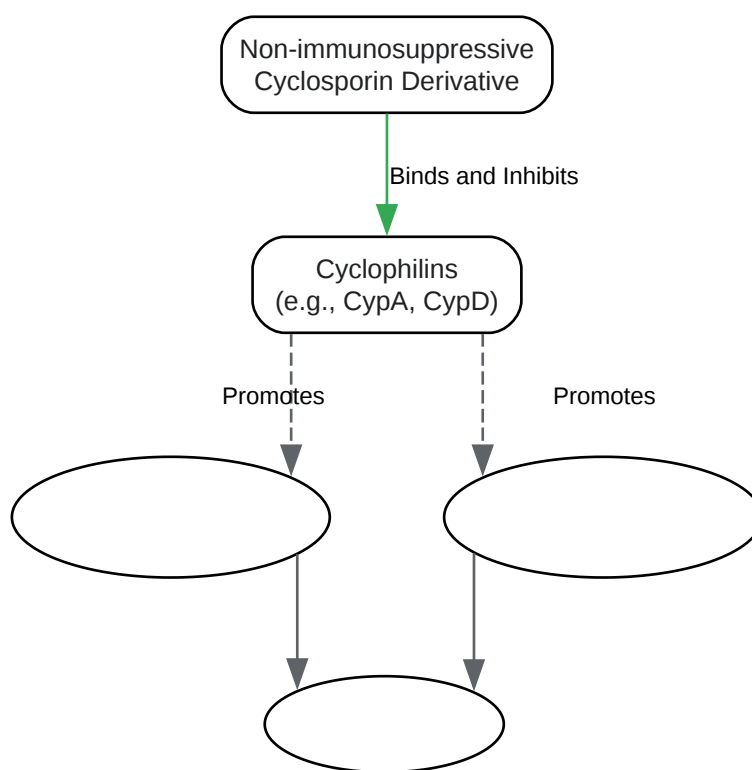 Non-immunosuppressive
Cyclosporin Derivative
Binds and Inhibits
Cyclophilins
(e.g., CypA, CypD)
Promotes
Promotes